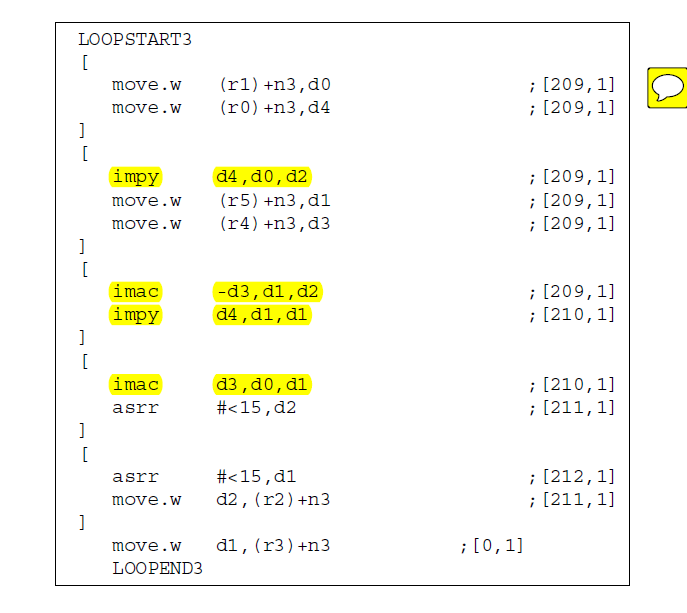 LOOPSTART3
[
move.w (r1)+n3,d0 ;[209,1]
move.w (r0)+n3,d4 ;[209,1]
]
[
impy d4,d0,d2 ;[209,1]
move.w (r5)+n3,d1 ;[209,1]
move.w (r4)+n3,d3 ;[209,1]
]
[
imac -d3,d1,d2 ;[209,1]
impy d4,d1,d1 ;[210,1]
]
[
imac d3,d0,d1 ;[210,1]
asrr #<15,d2 ;[211,1]
]
[
asrr #<15,d1 ;[212,1]
move.w d2,(r2)+n3 ;[211,1]
]
move.w d1,(r3)+n3 ;[0,1]
LOOPEND3